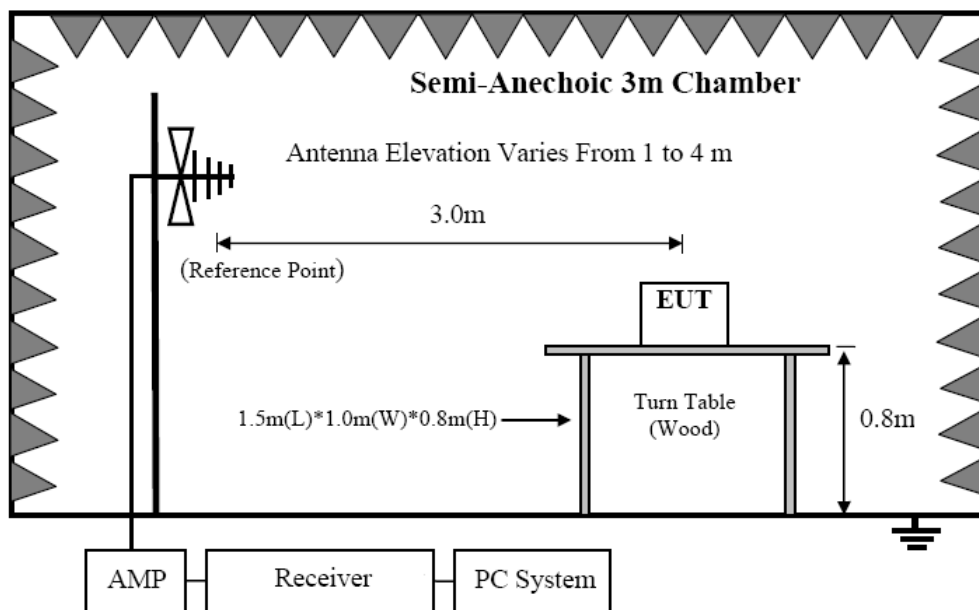 Semi-Anechoic 3m Chamber
Antenna Elevation Varies From 1 to 4 m
3.0m
(Reference Point)
EUT
1.5m(L)*1.0m(W)*0.8m(H)
Turn Table
(Wood)
0.8m
AMP
Receiver
PC System